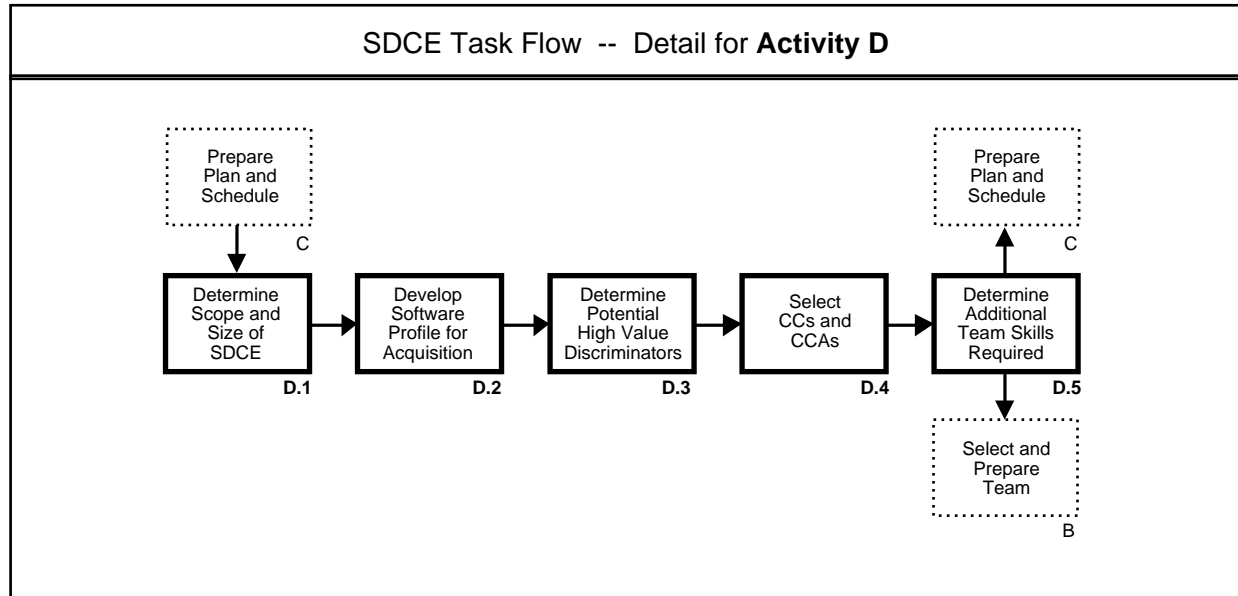 SDCE Task Flow -- Detail for Activity D
Prepare
Plan and
Schedule
C
Prepare
Plan and
Schedule
C
Determine
Scope and
Size of
SDCE
D.1
Develop
Software
Profile for
Acquisition
D.2
Determine
Potential
High Value
Discriminators
D.3
Select
CCs and
CCAs
D.4
Determine
Additional
Team Skills
Required
D.5
Select and
Prepare
Team
B